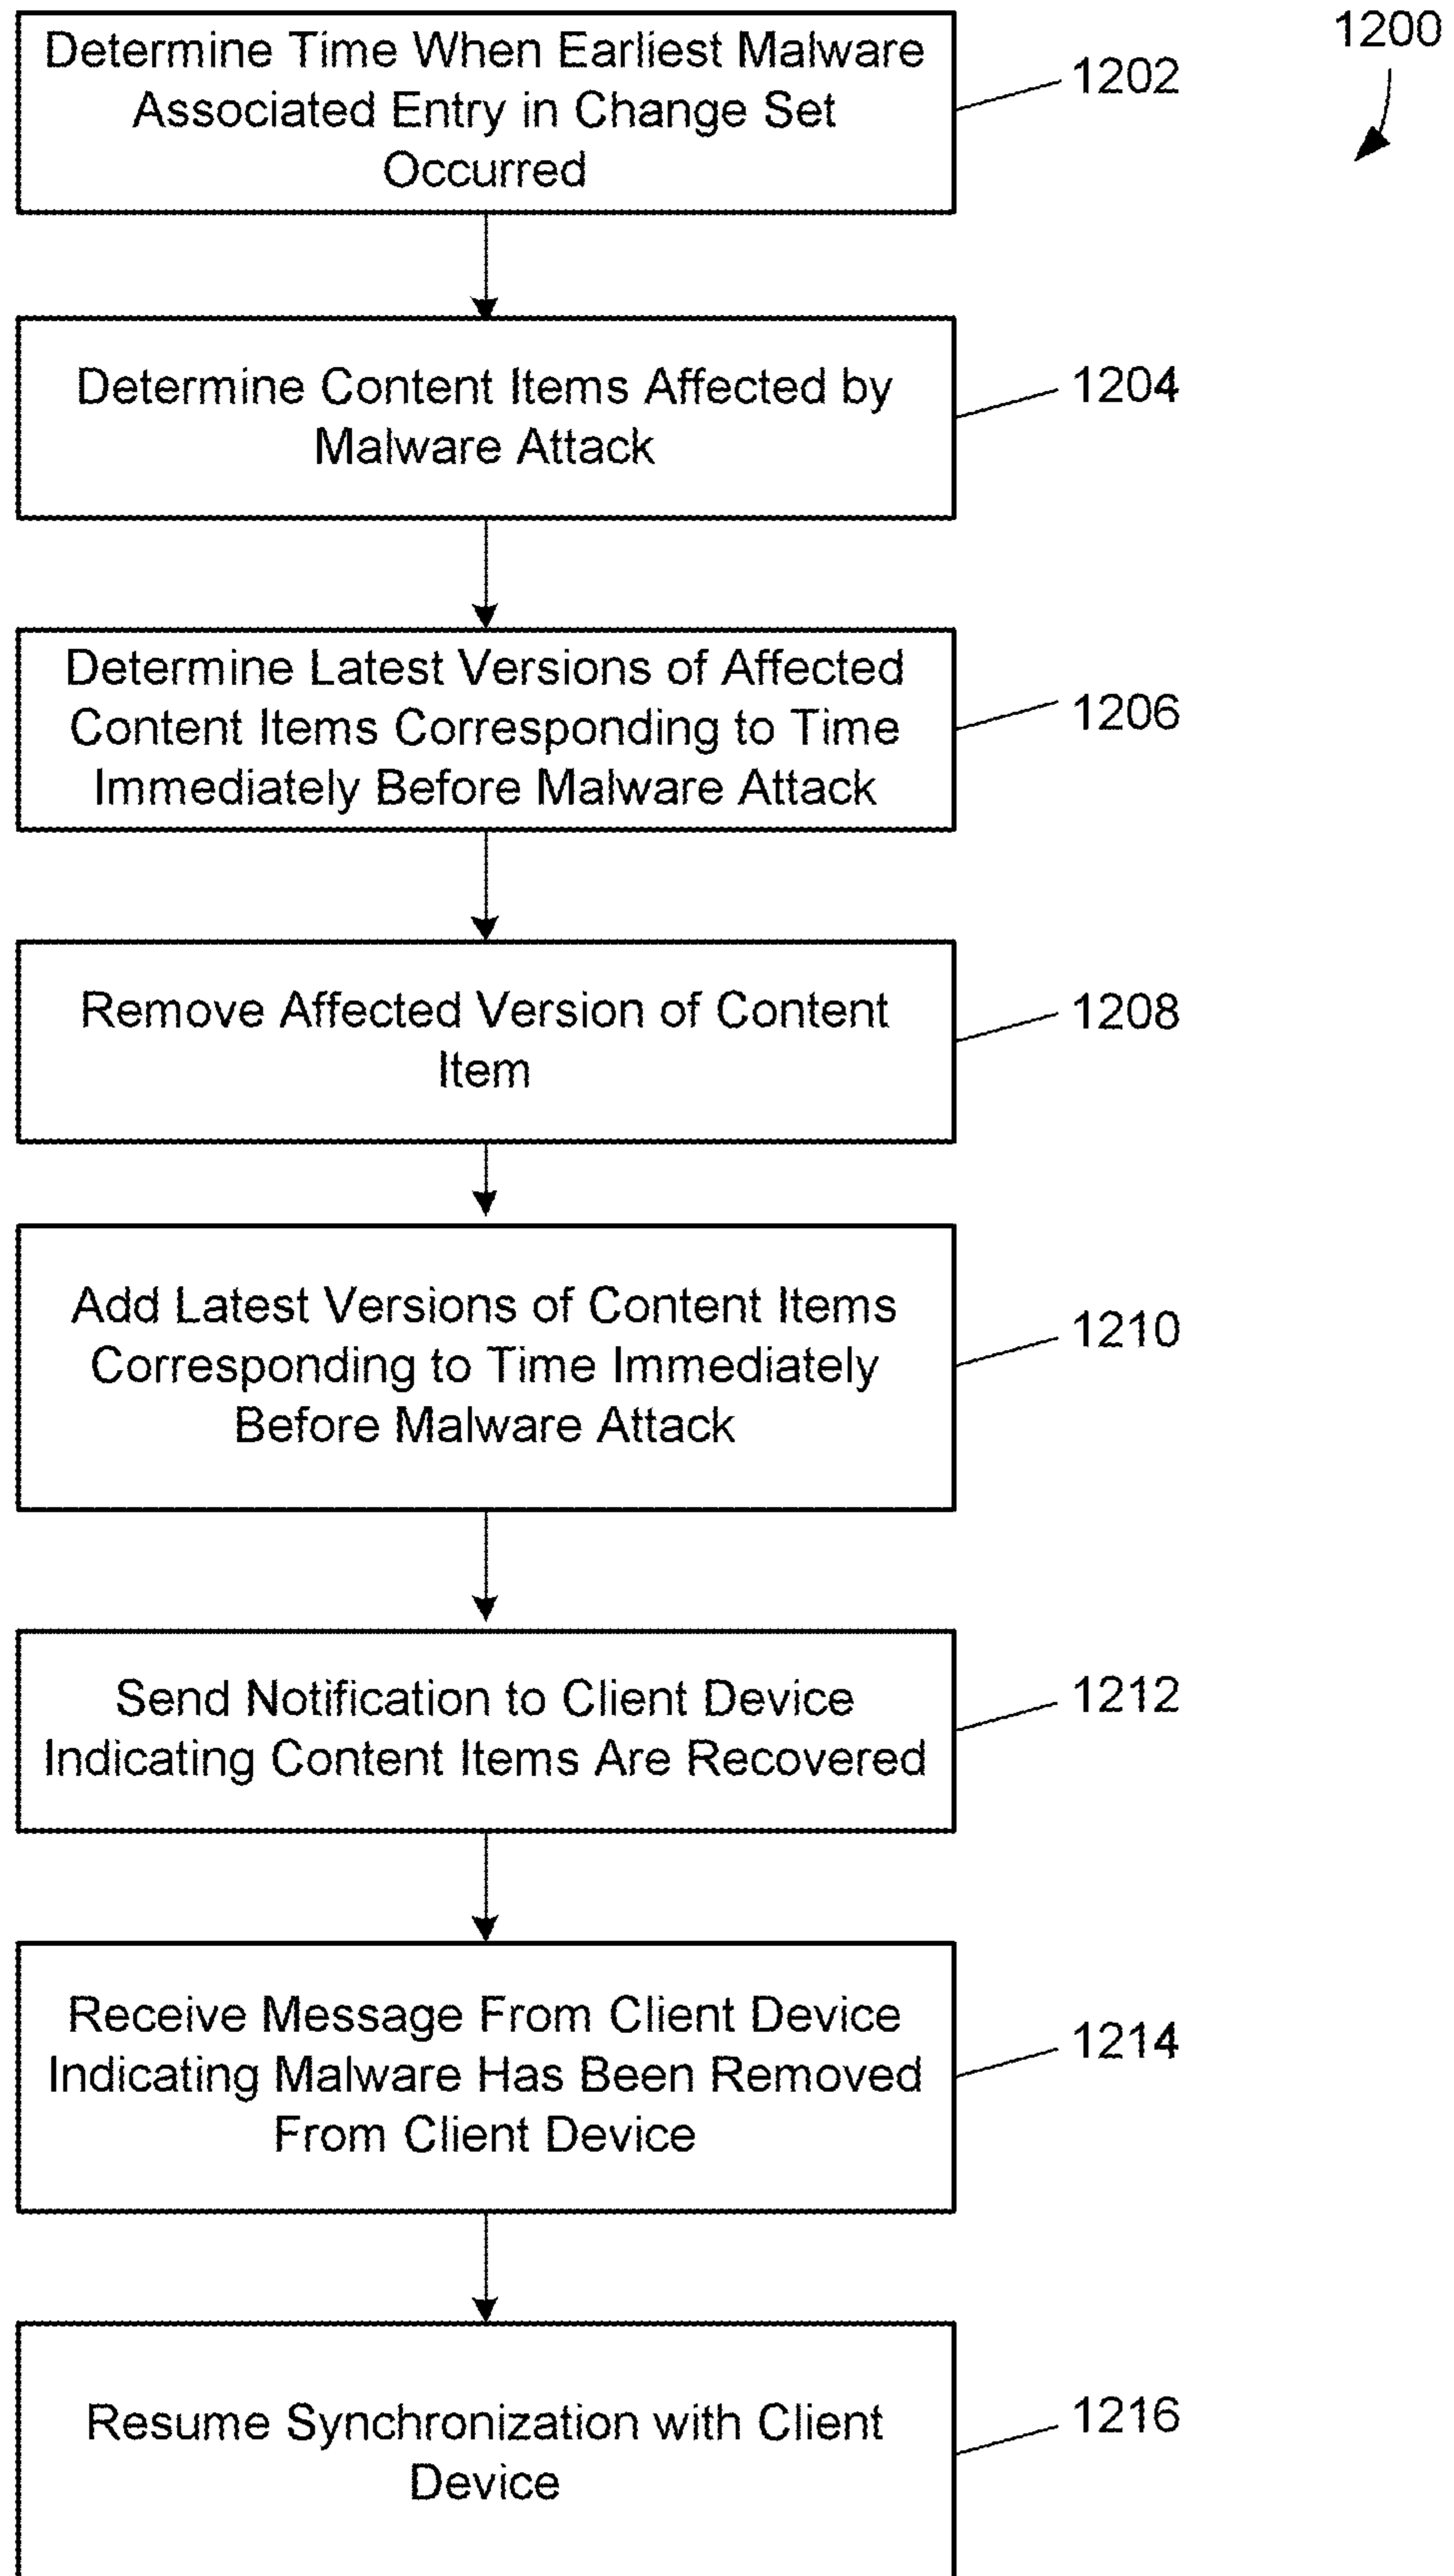 1200
Determine Time When Earliest Malware
Associated Entry in Change Set
Occurred
1202
Determine Content Items Affected by
Malware Attack
1204
Determine Latest Versions of Affected
Content Items Corresponding to Time
Immediately Before Malware Attack
1206
Remove Affected Version of Content
Item
1208
Add Latest Versions of Content Items
Corresponding to Time Immediately
Before Malware Attack
1210
Send Notification to Client Device
Indicating Content Items Are Recovered
1212
Receive Message From Client Device
Indicating Malware Has Been Removed
From Client Device
1214
Resume Synchronization with Client
Device
1216